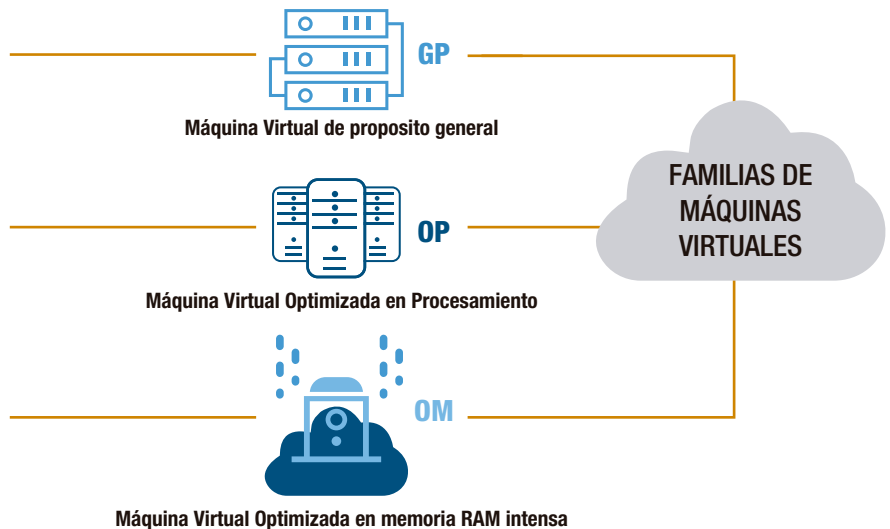 GP
Máquina Virtual de proposito general
OP
Máquina Virtual Optimizada en Procesamiento
OM
Máquina Virtual Optimizada en memoria RAM intensa
FAMILIAS DE
MÁQUINAS
VIRTUALES